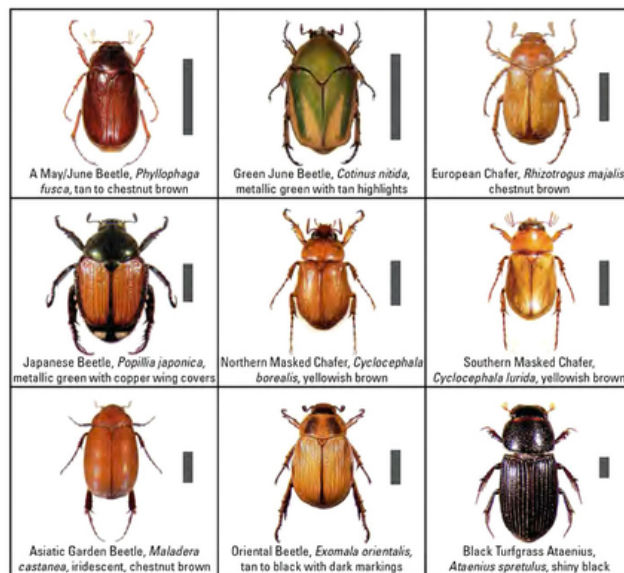 A May/June Beetle, Phyllophaga
fusca, tan to chestnut brown
Green June Beetle, Cotinus nitida,
metallic green with tan highlights
European Chafer, Rhizotrogus majalis,
chestnut brown
Japanese Beetle, Popillia japonica,
metallic green with copper wing covers
Northern Masked Chafer, Cyclocephala
borealis, yellowish brown
Southern Masked Chafer,
Cyclocephala lurida, yellowish brown
Asiatic Garden Beetle, Maladera
castanea, iridescent, chestnut brown
Oriental Beetle, Exomala orientalis,
tan to black with dark markings
Black Turfgrass Ataenius,
Ataenius spretulus, shiny black